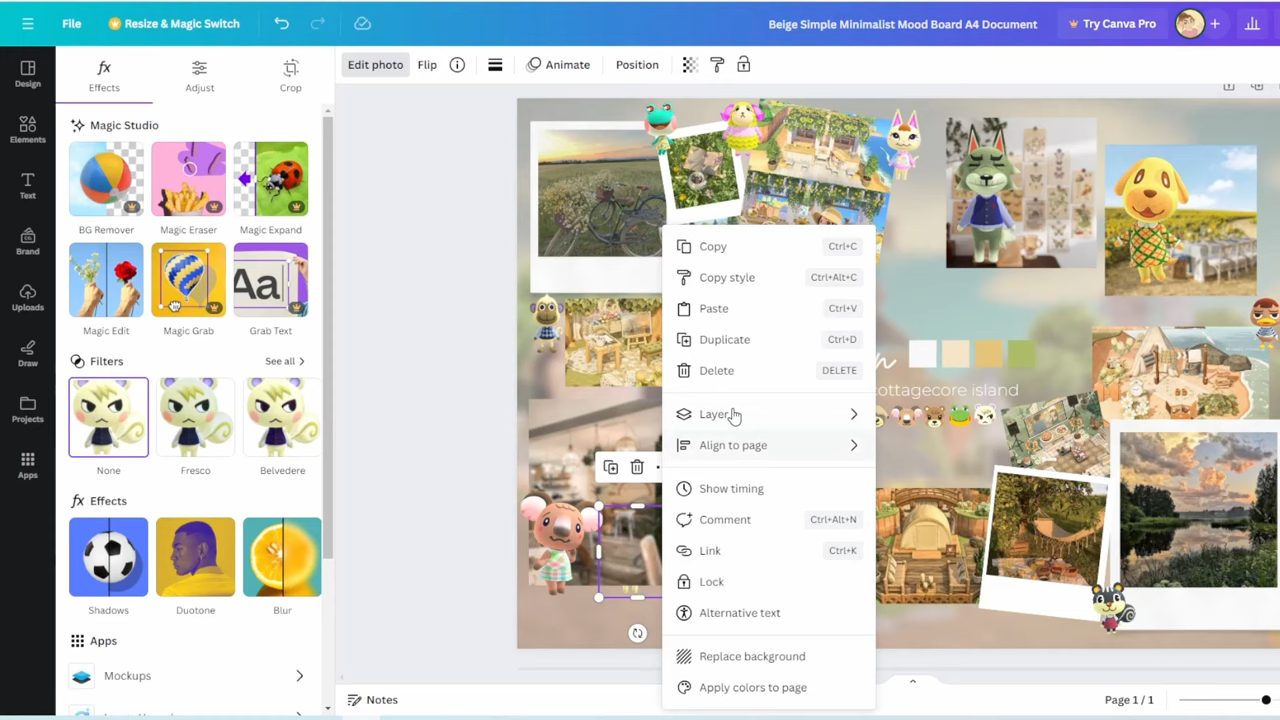 File
Resize & Magic Switch
Beige Simple Minimalist Mood Board A4 Document
Try Canva Pro
Design
Elements
Text
Brand
Uploads
Draw
Projects
Apps
Effects
Adjust
Crop
Edit photo
Flip
Animate
Position
Magic Studio
BG Remover
Magic Eraser
Magic Expand
Aa
Magic Edit
Magic Grab
Grab Text
Filters
See all
None
Fresco
Belvedere
fx Effects
Shadows
Duotone
Blur
Apps
Mockups
Copy Ctrl+C
Copy style Ctrl+Alt+C
Paste Ctrl+V
Duplicate Ctrl+D
Delete DELETE
Layer
Align to page
Show timing
Comment Ctrl+Alt+N
Link Ctrl+K
Lock
Alternative text
Replace background
Apply colors to page
cottagecore island
Notes
Page 1 / 1